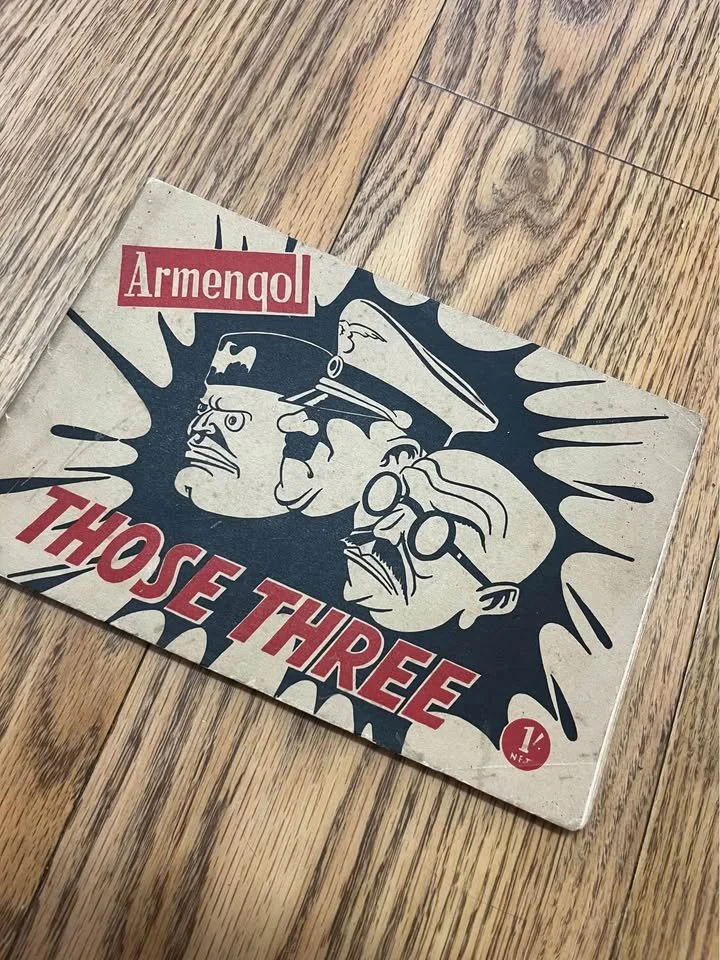 Armengol
THOSE THREE
1/-
NET